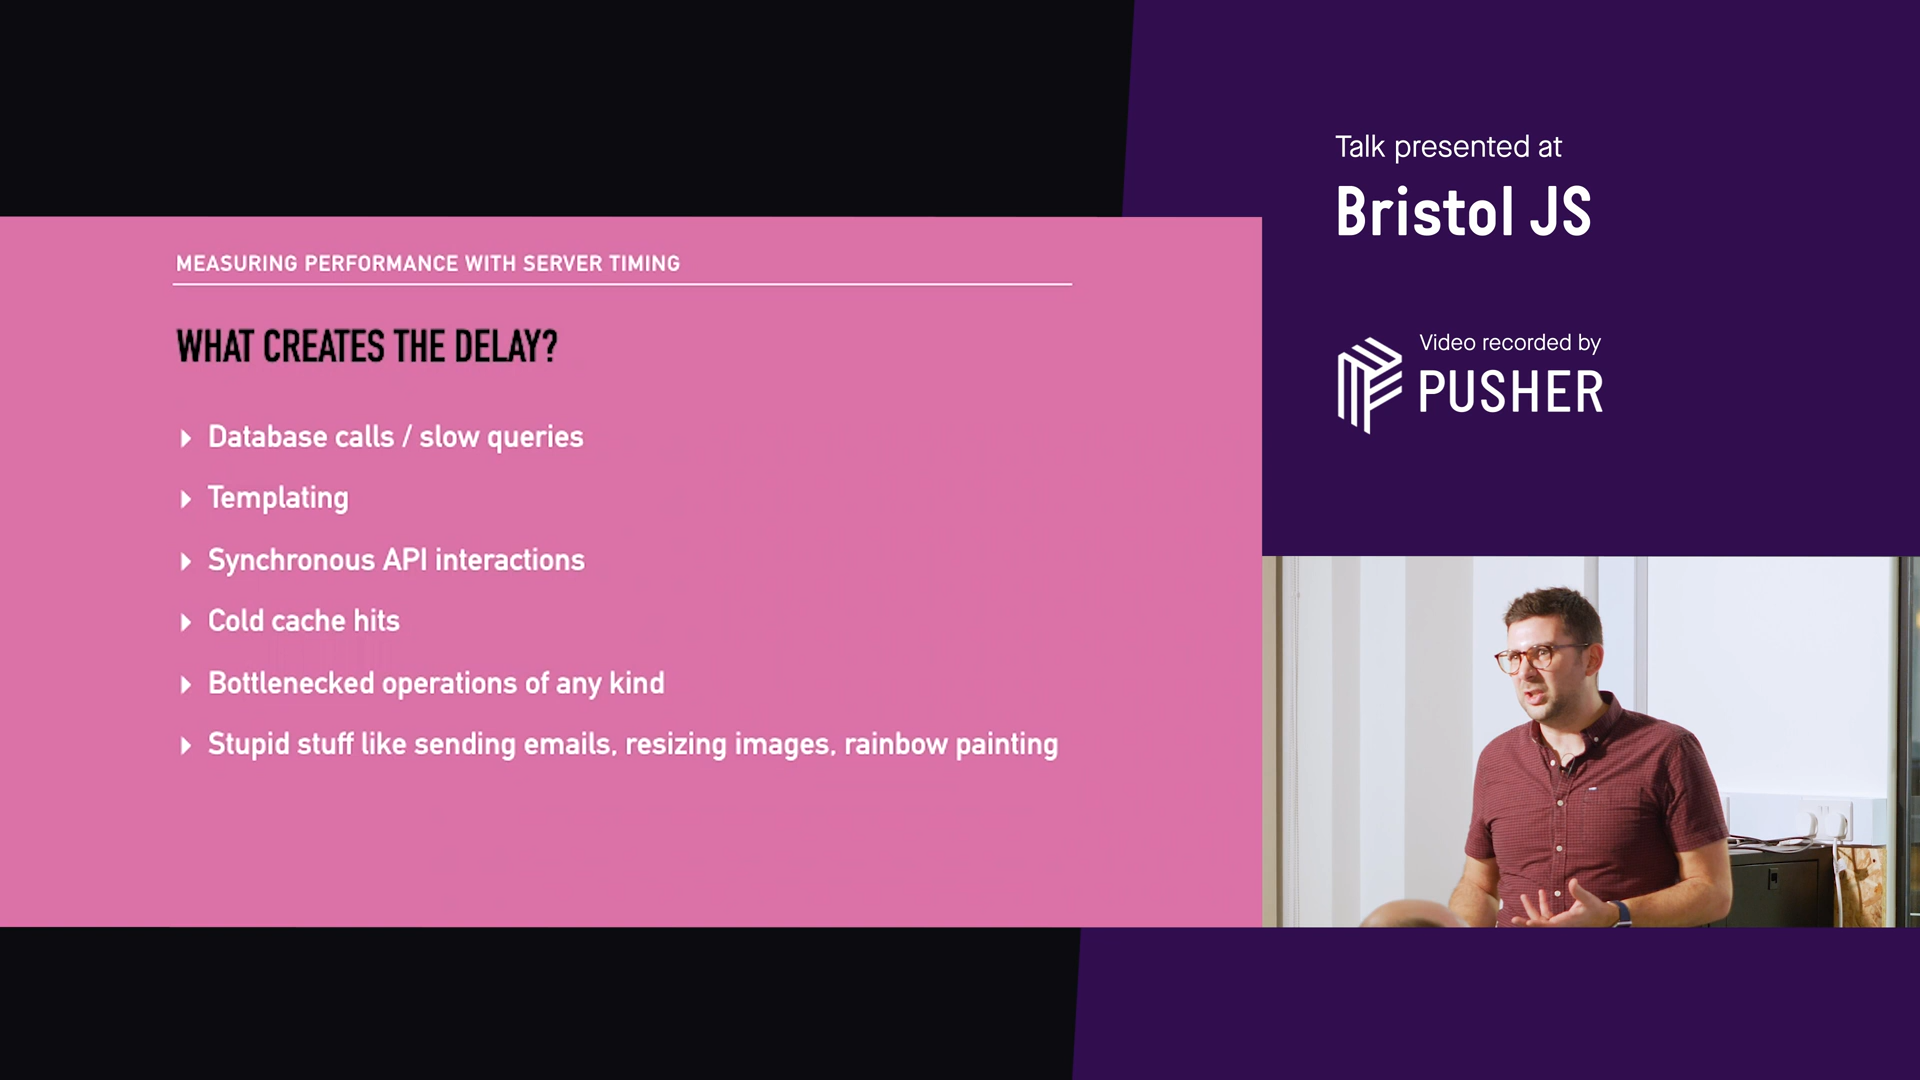 MEASURING PERFORMANCE WITH SERVER TIMING
WHAT CREATES THE DELAY?
Database calls / slow queries
Templating
Synchronous API interactions
Cold cache hits
Bottlenecked operations of any kind
Stupid stuff like sending emails, resizing images, rainbow painting
Talk presented at
Bristol JS
Video recorded by
PUSHER